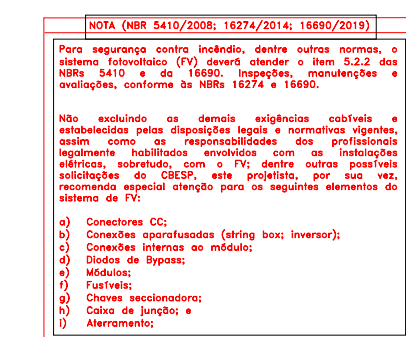 NOTA (NBR 5410/2008; 16274/2014; 16690/2019)
Para segurança contra incêndio, dentre outras normas, o
sistema fotovoltaico (FV) deverá atender o item 5.2.2 das
NBRs 5410 e da 16690. Inspeções, manutenções e
avaliações, conforme às NBRs 16274 e 16690.
Não excluindo as demais exigências cabíveis e
estabelecidas pelas disposições legais e normativas vigentes,
assim como as responsabilidades dos profissionais
legalmente habilitados envolvidos com as instalações
elétricas, sobretudo, com o FV; dentre outras possíveis
solicitações do CBESP, este projetista, por sua vez,
recomenda especial atenção para os seguintes elementos do
sistema de FV:
a) Conectores CC;
b) Conexões aparafusadas (string box; inversor);
c) Conexões internas ao módulo;
d) Diodos de Bypass;
e) Módulos;
f) Fusíveis;
g) Chaves seccionadora;
h) Caixa de junção; e
i) Aterramento;